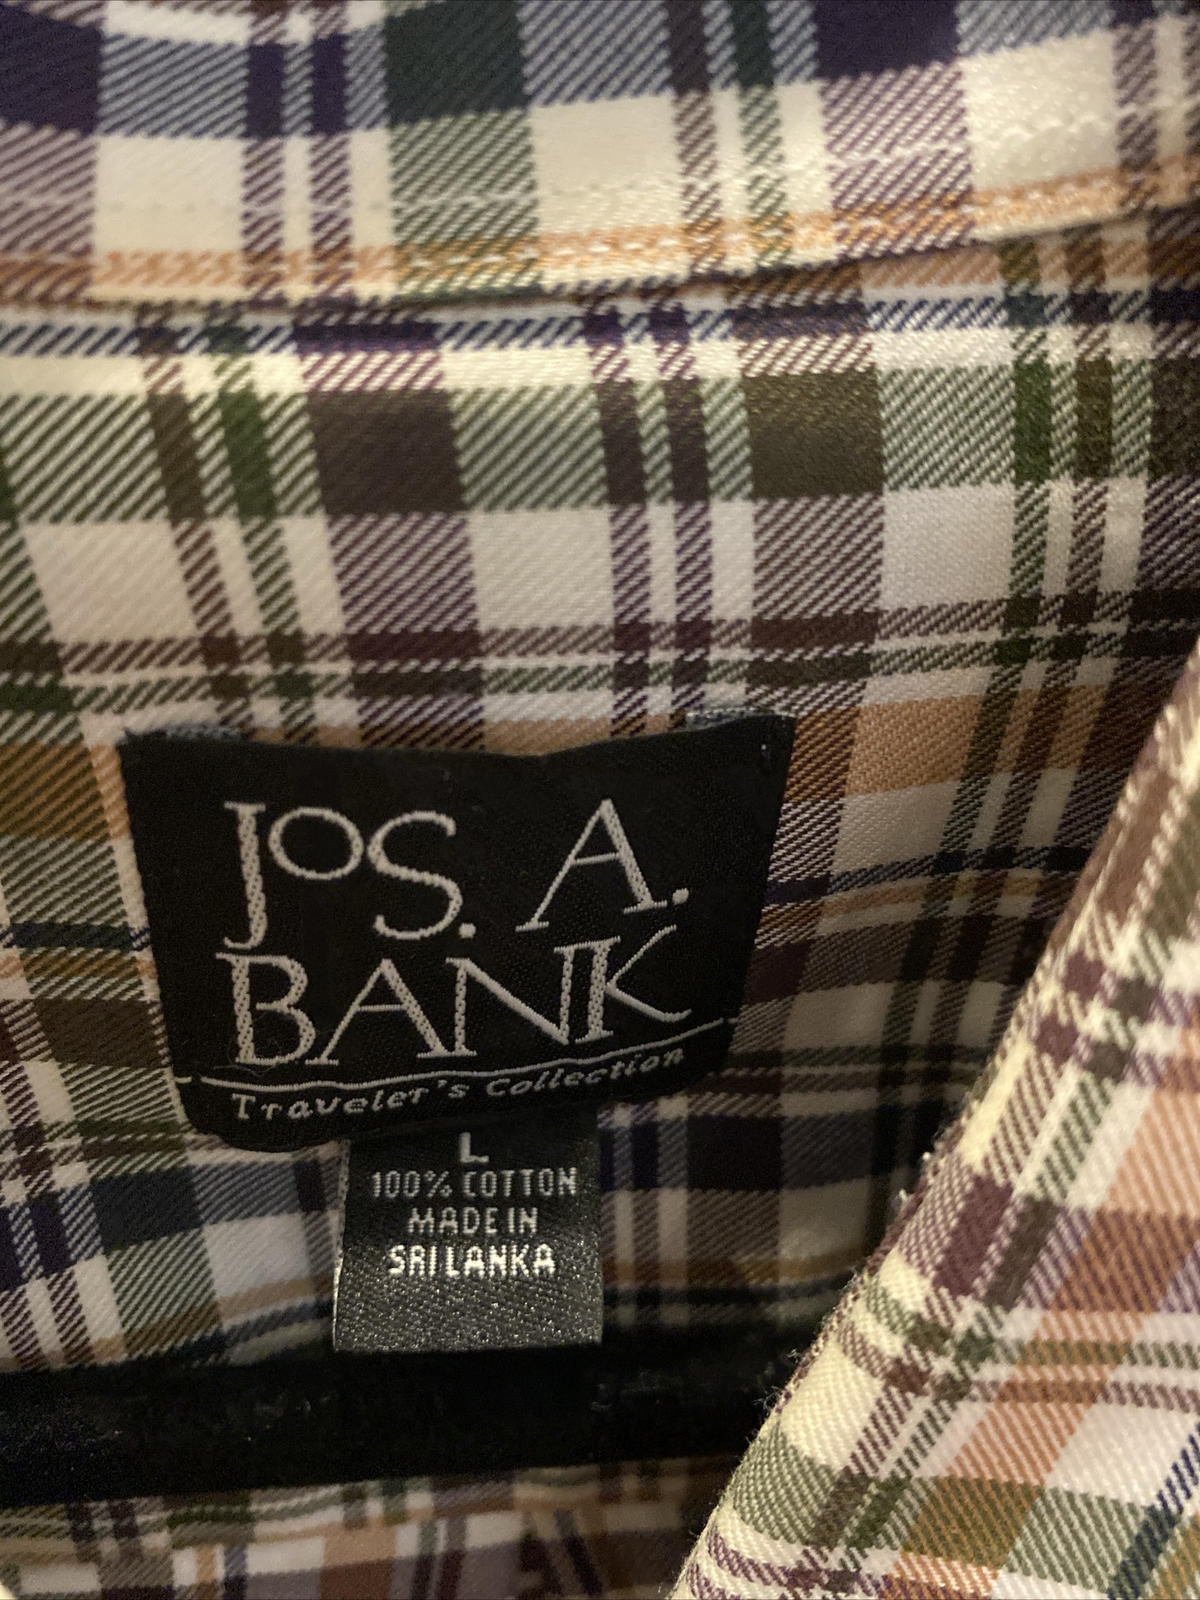 JOS. A.
BANK
Traveler's Collection
L
100% COTTON
MADE IN
SRI LANKA